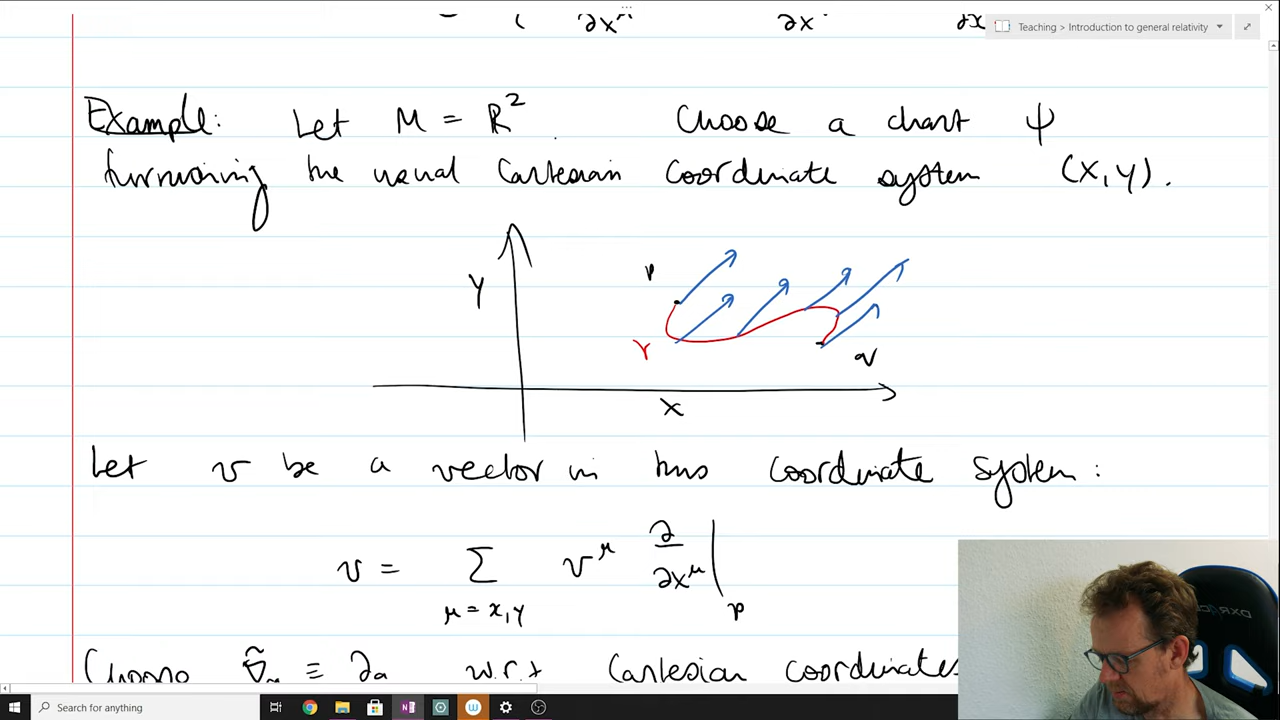 ∂x^μ ∂x ∂x
Teaching > Introduction to general relativity
Example: Let M = R² . Choose a chart ψ
furnishing the usual Cartesian coordinate system (x,y).
y
p
γ
q
x
Let v be a vector in this coordinate system:
v = Σ v^μ ∂/∂x^μ |_p
μ = x,y
Choose ∇̃_a ≡ ∂_a w.r.t Cartesian coordinates
DXRACER
Search for anything